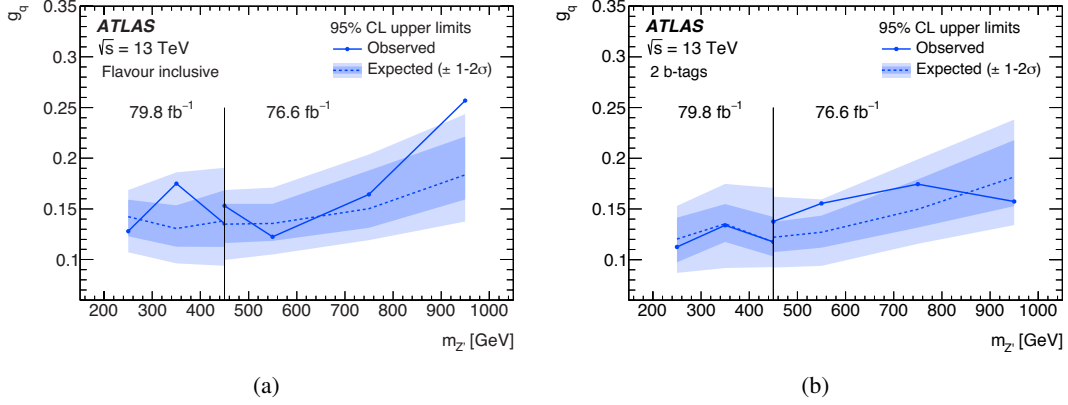 g_q
0.35
0.3
0.25
0.2
0.15
0.1
ATLAS
√s = 13 TeV
Flavour inclusive
95% CL upper limits
Observed
Expected (± 1-2σ)
79.8 fb⁻¹
76.6 fb⁻¹
200 300 400 500 600 700 800 900 1000
m_Z' [GeV]
(a)
g_q
0.35
0.3
0.25
0.2
0.15
0.1
ATLAS
√s = 13 TeV
2 b-tags
95% CL upper limits
Observed
Expected (± 1-2σ)
79.8 fb⁻¹
76.6 fb⁻¹
200 300 400 500 600 700 800 900 1000
m_Z' [GeV]
(b)